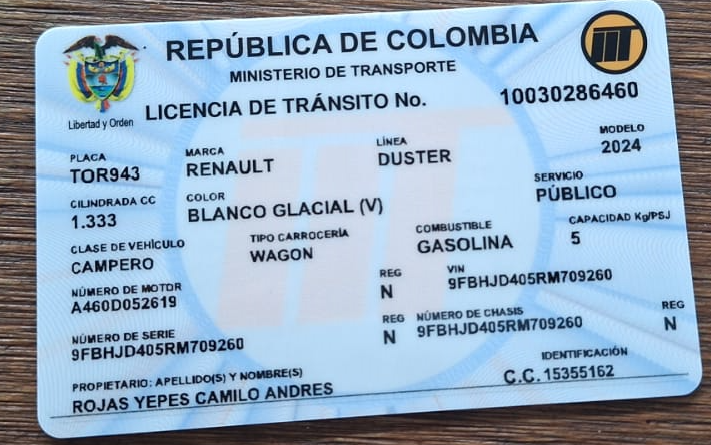 REPÚBLICA DE COLOMBIA
MINISTERIO DE TRANSPORTE
Libertad y Orden
LICENCIA DE TRÁNSITO No. 10030286460
PLACA MARCA LÍNEA MODELO
TOR943 RENAULT DUSTER 2024
CILINDRADA CC COLOR SERVICIO
1.333 BLANCO GLACIAL (V) PÚBLICO
CLASE DE VEHÍCULO TIPO CARROCERÍA COMBUSTIBLE CAPACIDAD Kg/PSJ
CAMPERO WAGON GASOLINA 5
NÚMERO DE MOTOR REG VIN
A460D052619 N 9FBHJD405RM709260
NÚMERO DE SERIE REG NÚMERO DE CHASIS REG
9FBHJD405RM709260 N 9FBHJD405RM709260 N
PROPIETARIO: APELLIDO(S) Y NOMBRE(S) IDENTIFICACIÓN
ROJAS YEPES CAMILO ANDRES C.C. 15355162